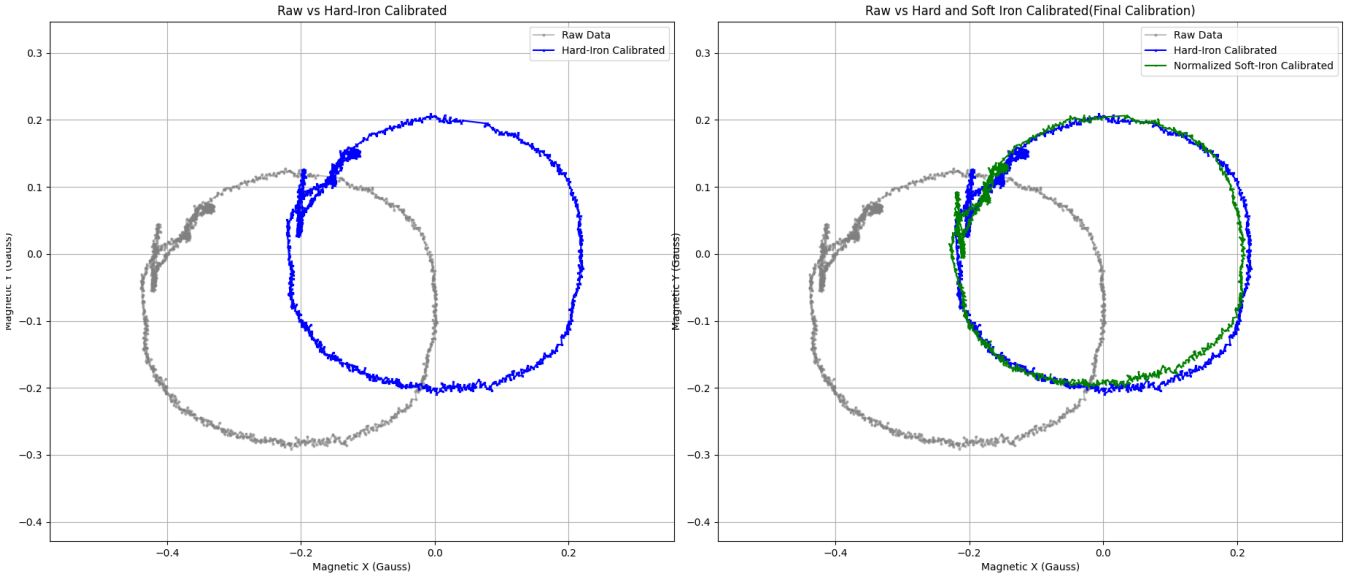 Raw vs Hard-Iron Calibrated
Raw Data
Hard-Iron Calibrated
0.3
0.2
0.1
0.0
−0.1
−0.2
−0.3
−0.4
Magnetic Y (Gauss)
−0.4
−0.2
0.0
0.2
Magnetic X (Gauss)
Raw vs Hard and Soft Iron Calibrated(Final Calibration)
Raw Data
Hard-Iron Calibrated
Normalized Soft-Iron Calibrated
0.3
0.2
0.1
0.0
−0.1
−0.2
−0.3
−0.4
Magnetic Y (Gauss)
−0.4
−0.2
0.0
0.2
Magnetic X (Gauss)